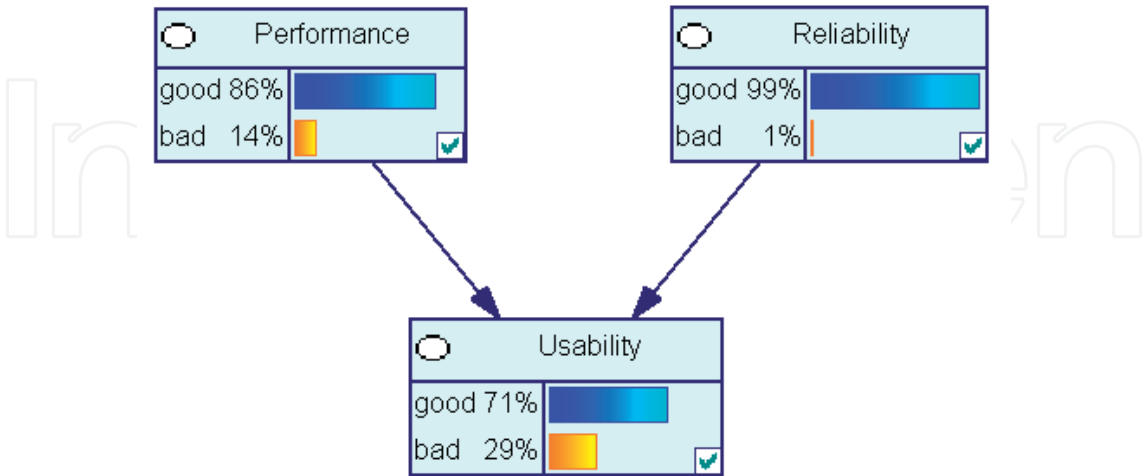 Performance
good 86%
bad 14%
Reliability
good 99%
bad 1%
Usability
good 71%
bad 29%